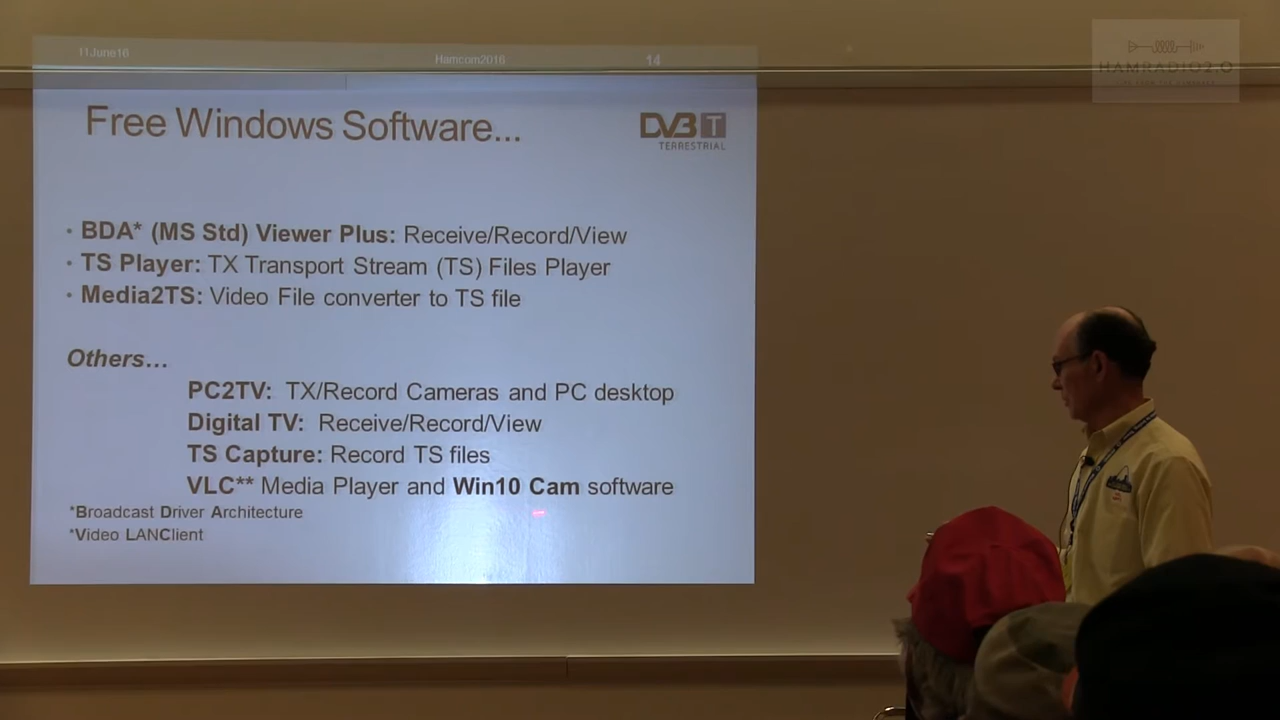 11June16
Hamcom2016
14
HAMRADIO2.0
Free Windows Software...
DVB T
TERRESTRIAL
• BDA* (MS Std) Viewer Plus: Receive/Record/View
• TS Player: TX Transport Stream (TS) Files Player
• Media2TS: Video File converter to TS file
Others...
PC2TV: TX/Record Cameras and PC desktop
Digital TV: Receive/Record/View
TS Capture: Record TS files
VLC** Media Player and Win10 Cam software
*Broadcast Driver Architecture
*Video LANClient